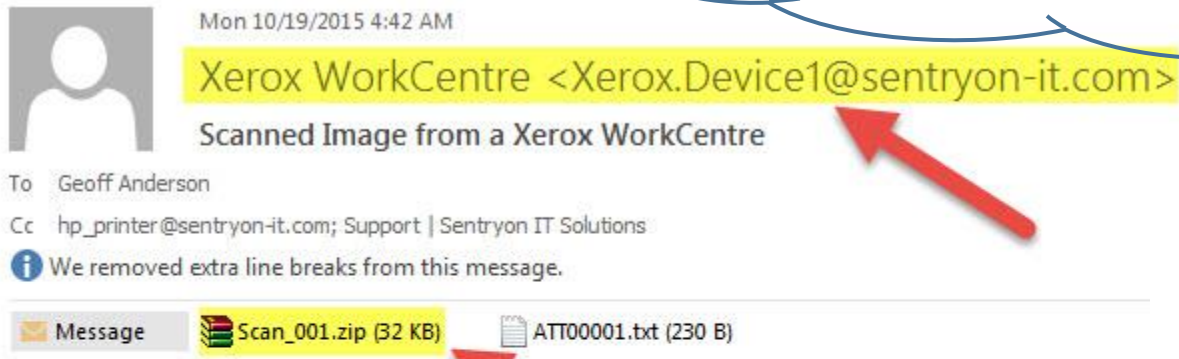 Mon 10/19/2015 4:42 AM
Xerox WorkCentre <Xerox.Device1@sentryon-it.com>
Scanned Image from a Xerox WorkCentre
To Geoff Anderson
Cc hp_printer@sentryon-it.com; Support | Sentryon IT Solutions
We removed extra line breaks from this message.
Message Scan_001.zip (32 KB) ATT00001.txt (230 B)